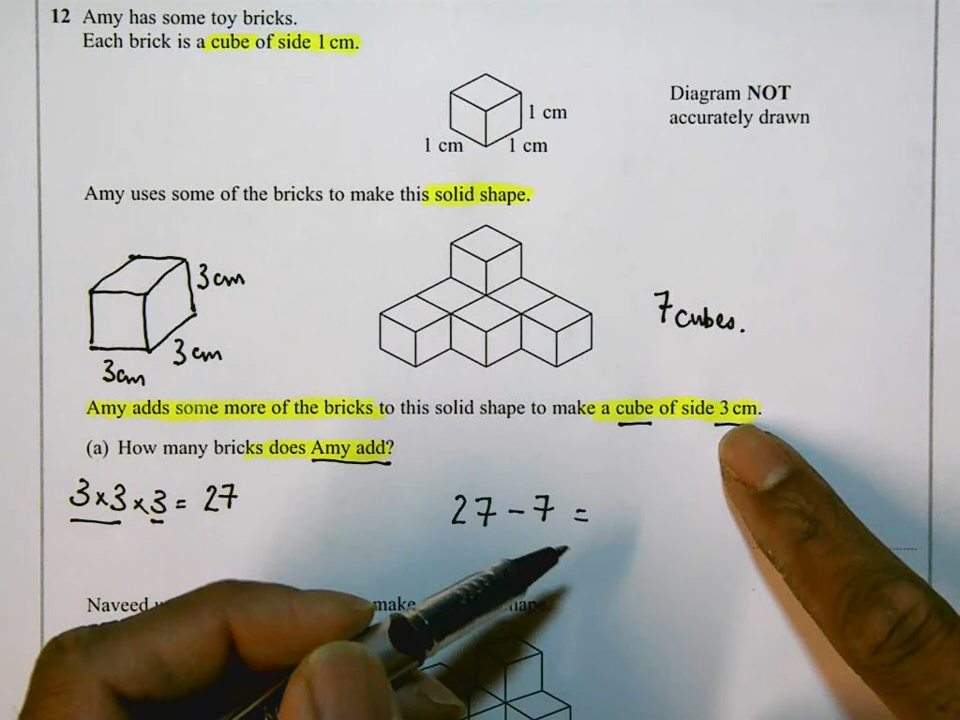 12 Amy has some toy bricks.
Each brick is a cube of side 1 cm.
1 cm
1 cm
1 cm
Diagram NOT
accurately drawn
Amy uses some of the bricks to make this solid shape.
3cm
3cm
3cm
7 cubes.
Amy adds some more of the bricks to this solid shape to make a cube of side 3 cm.
(a) How many bricks does Amy add?
3×3×3 = 27
27 – 7 =
Naveed
make